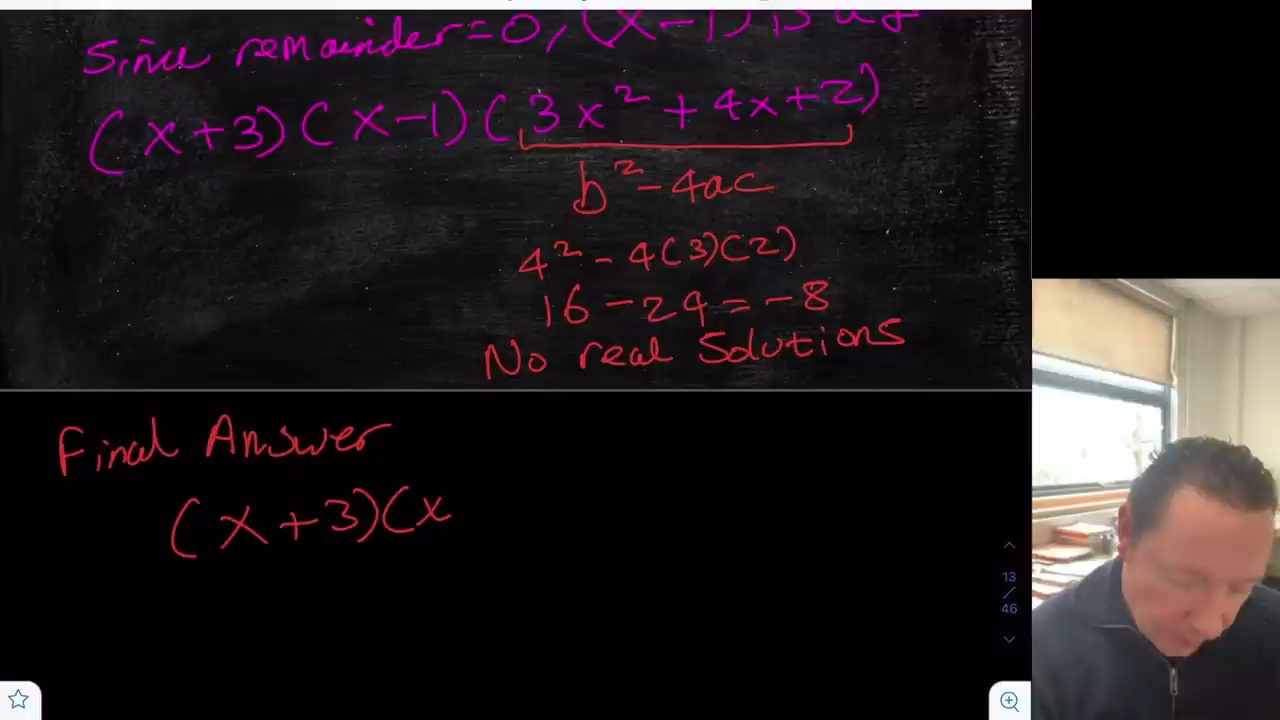 Since remainder = 0, (x-1) is a
(x+3)(x-1)(3x² + 4x+2)
b² - 4ac
4² - 4(3)(2)
16 - 24 = -8
No real Solutions
Final Answer
(x+3)(x
13
/
46